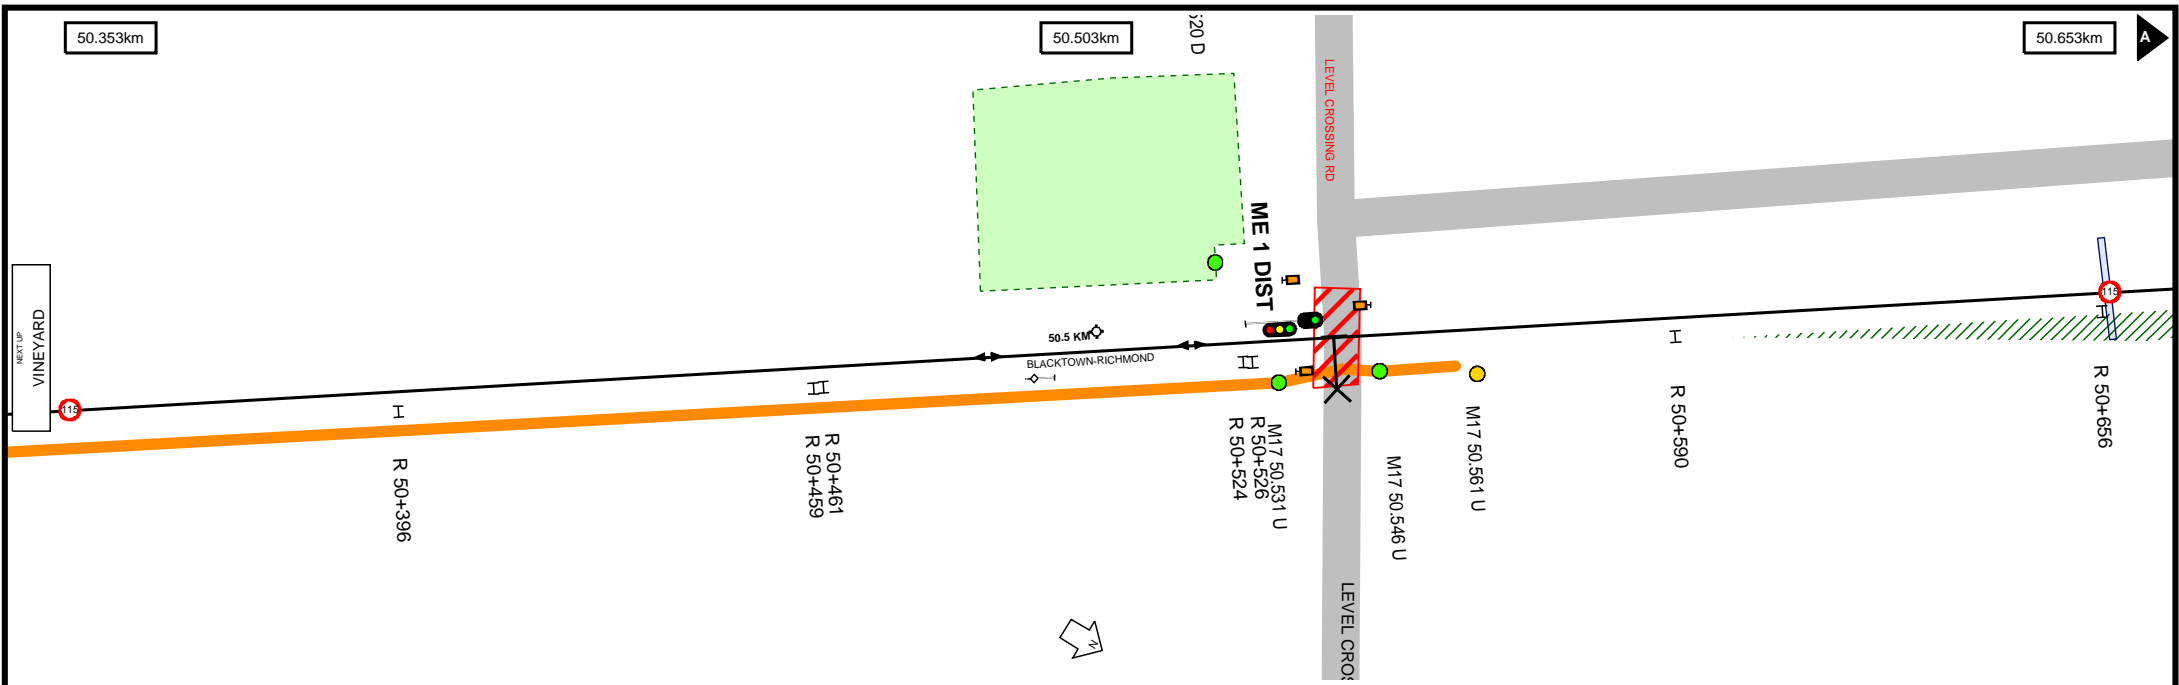 50.353km
50.503km
520 D
50.653km
A
LEVEL CROSSING RD
ME 1 DIST
NEXT UP
VINEYARD
115
50.5 KM
BLACKTOWN-RICHMOND
115
R 50+396
R 50+461
R 50+459
M17 50.531 U
R 50+526
R 50+524
M17 50.546 U
M17 50.561 U
R 50+590
R 50+656
LEVEL CROS
N